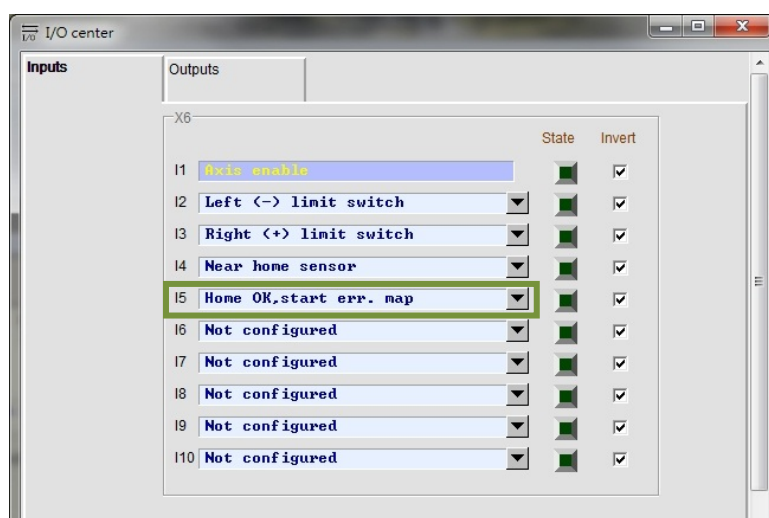 I/O I/O center
Inputs Outputs
X6
State Invert
I1 Axis enable
I2 Left (-) limit switch
I3 Right (+) limit switch
I4 Near home sensor
I5 Home OK,start err. map
I6 Not configured
I7 Not configured
I8 Not configured
I9 Not configured
I10 Not configured